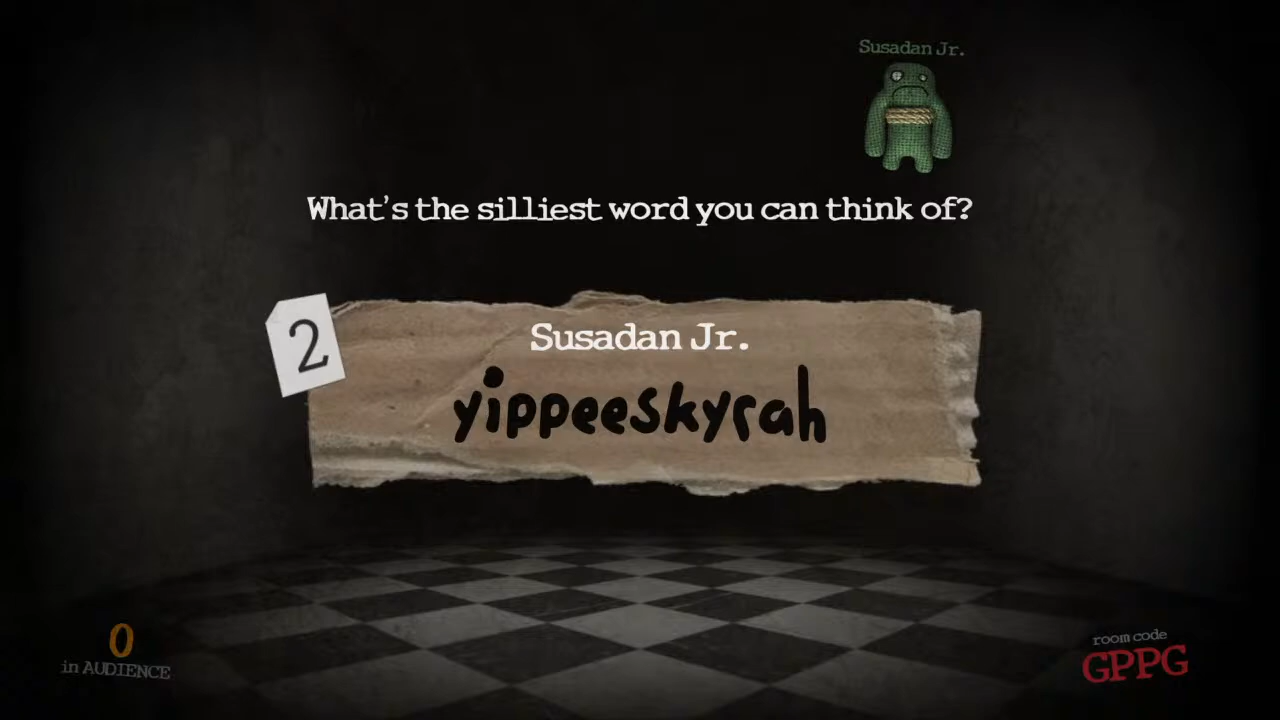 Susadan Jr.
What's the silliest word you can think of?
2
Susadan Jr.
yippeeskyrah
0
in AUDIENCE
room code
GPPG